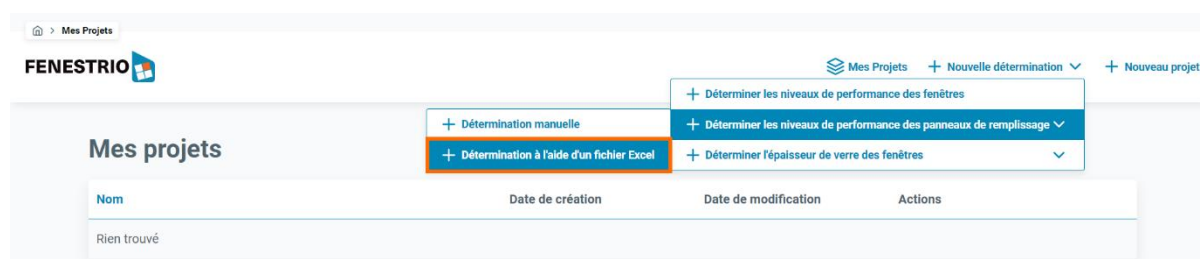 > Mes Projets
FENESTRIO
Mes Projets + Nouvelle détermination + Nouveau projet
+ Déterminer les niveaux de performance des fenêtres
+ Détermination manuelle
+ Déterminer les niveaux de performance des panneaux de remplissage
Mes projets
+ Détermination à l'aide d'un fichier Excel
+ Déterminer l'épaisseur de verre des fenêtres
Nom Date de création Date de modification Actions
Rien trouvé